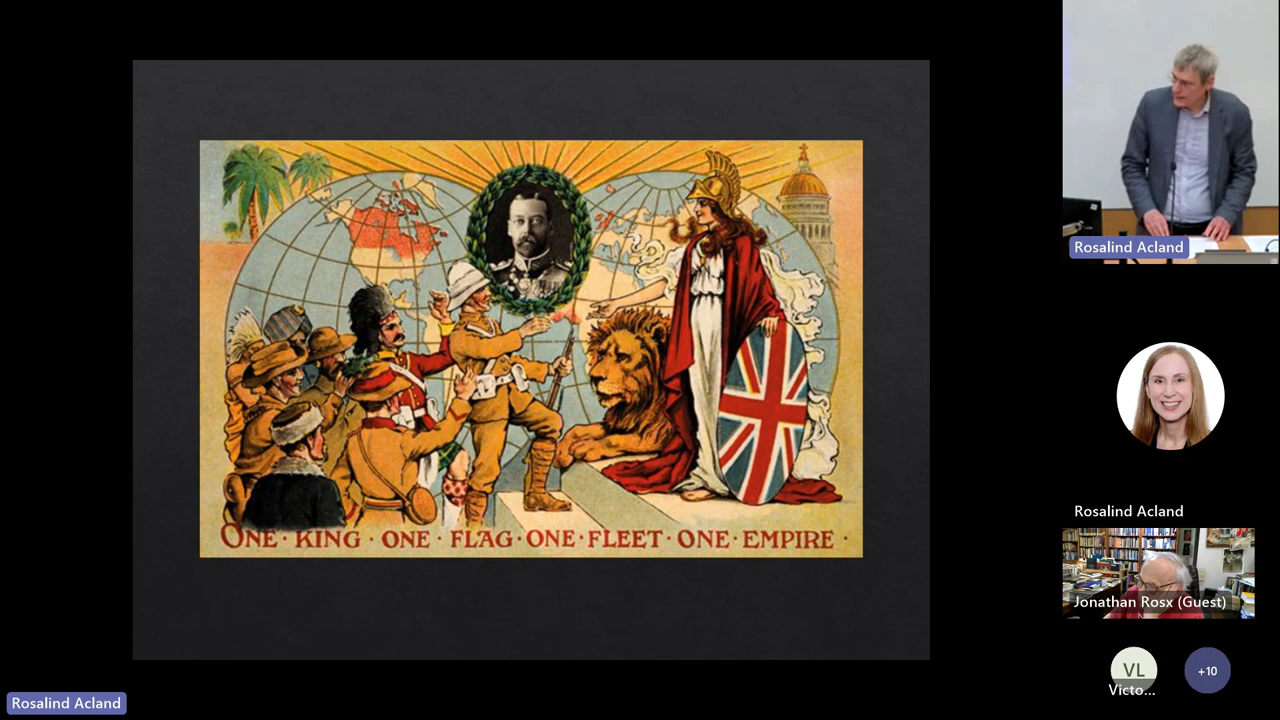 ONE · KING · ONE · FLAG · ONE · FLEET · ONE · EMPIRE ·
Rosalind Acland
Rosalind Acland
Jonathan Rosx (Guest)
VL
Victo...
+10
Rosalind Acland